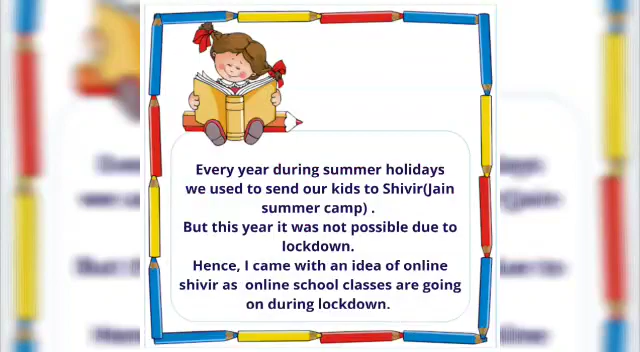 Every year during summer holidays
we used to send our kids to Shivir(Jain
summer camp) .
But this year it was not possible due to
lockdown.
Hence, I came with an idea of online
shivir as online school classes are going
on during lockdown.